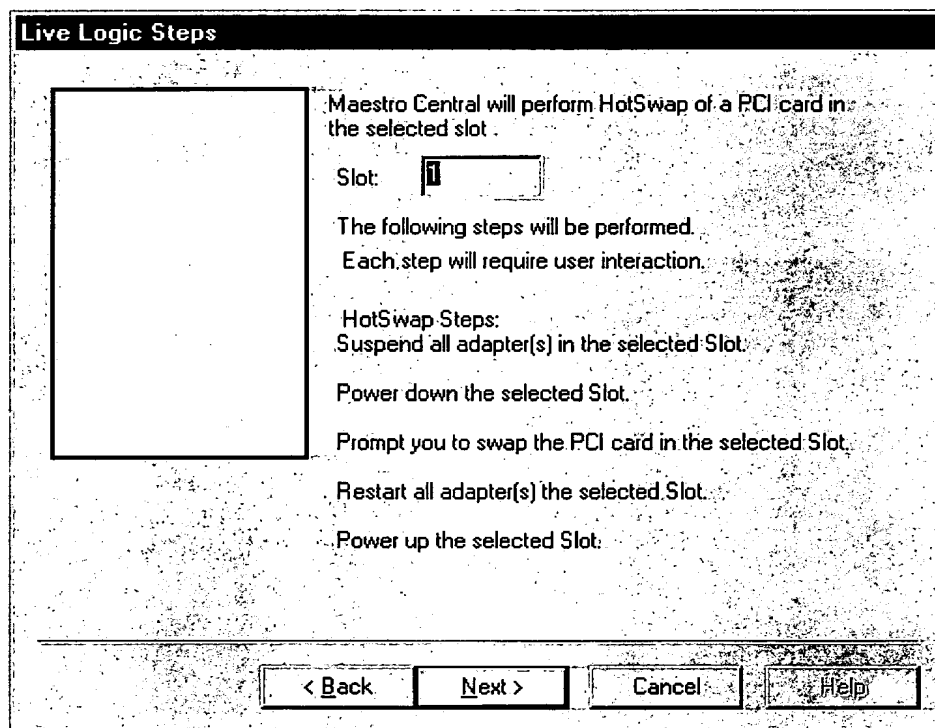 Live Logic Steps
Maestro Central will perform HotSwap of a PCI card in
the selected slot .
Slot: 1
The following steps will be performed.
Each step will require user interaction.
HotSwap Steps:
Suspend all adapter(s) in the selected Slot.
Power down the selected Slot.
Prompt you to swap the PCI card in the selected Slot.
Restart all adapter(s) the selected Slot.
Power up the selected Slot.
< Back Next > Cancel Help